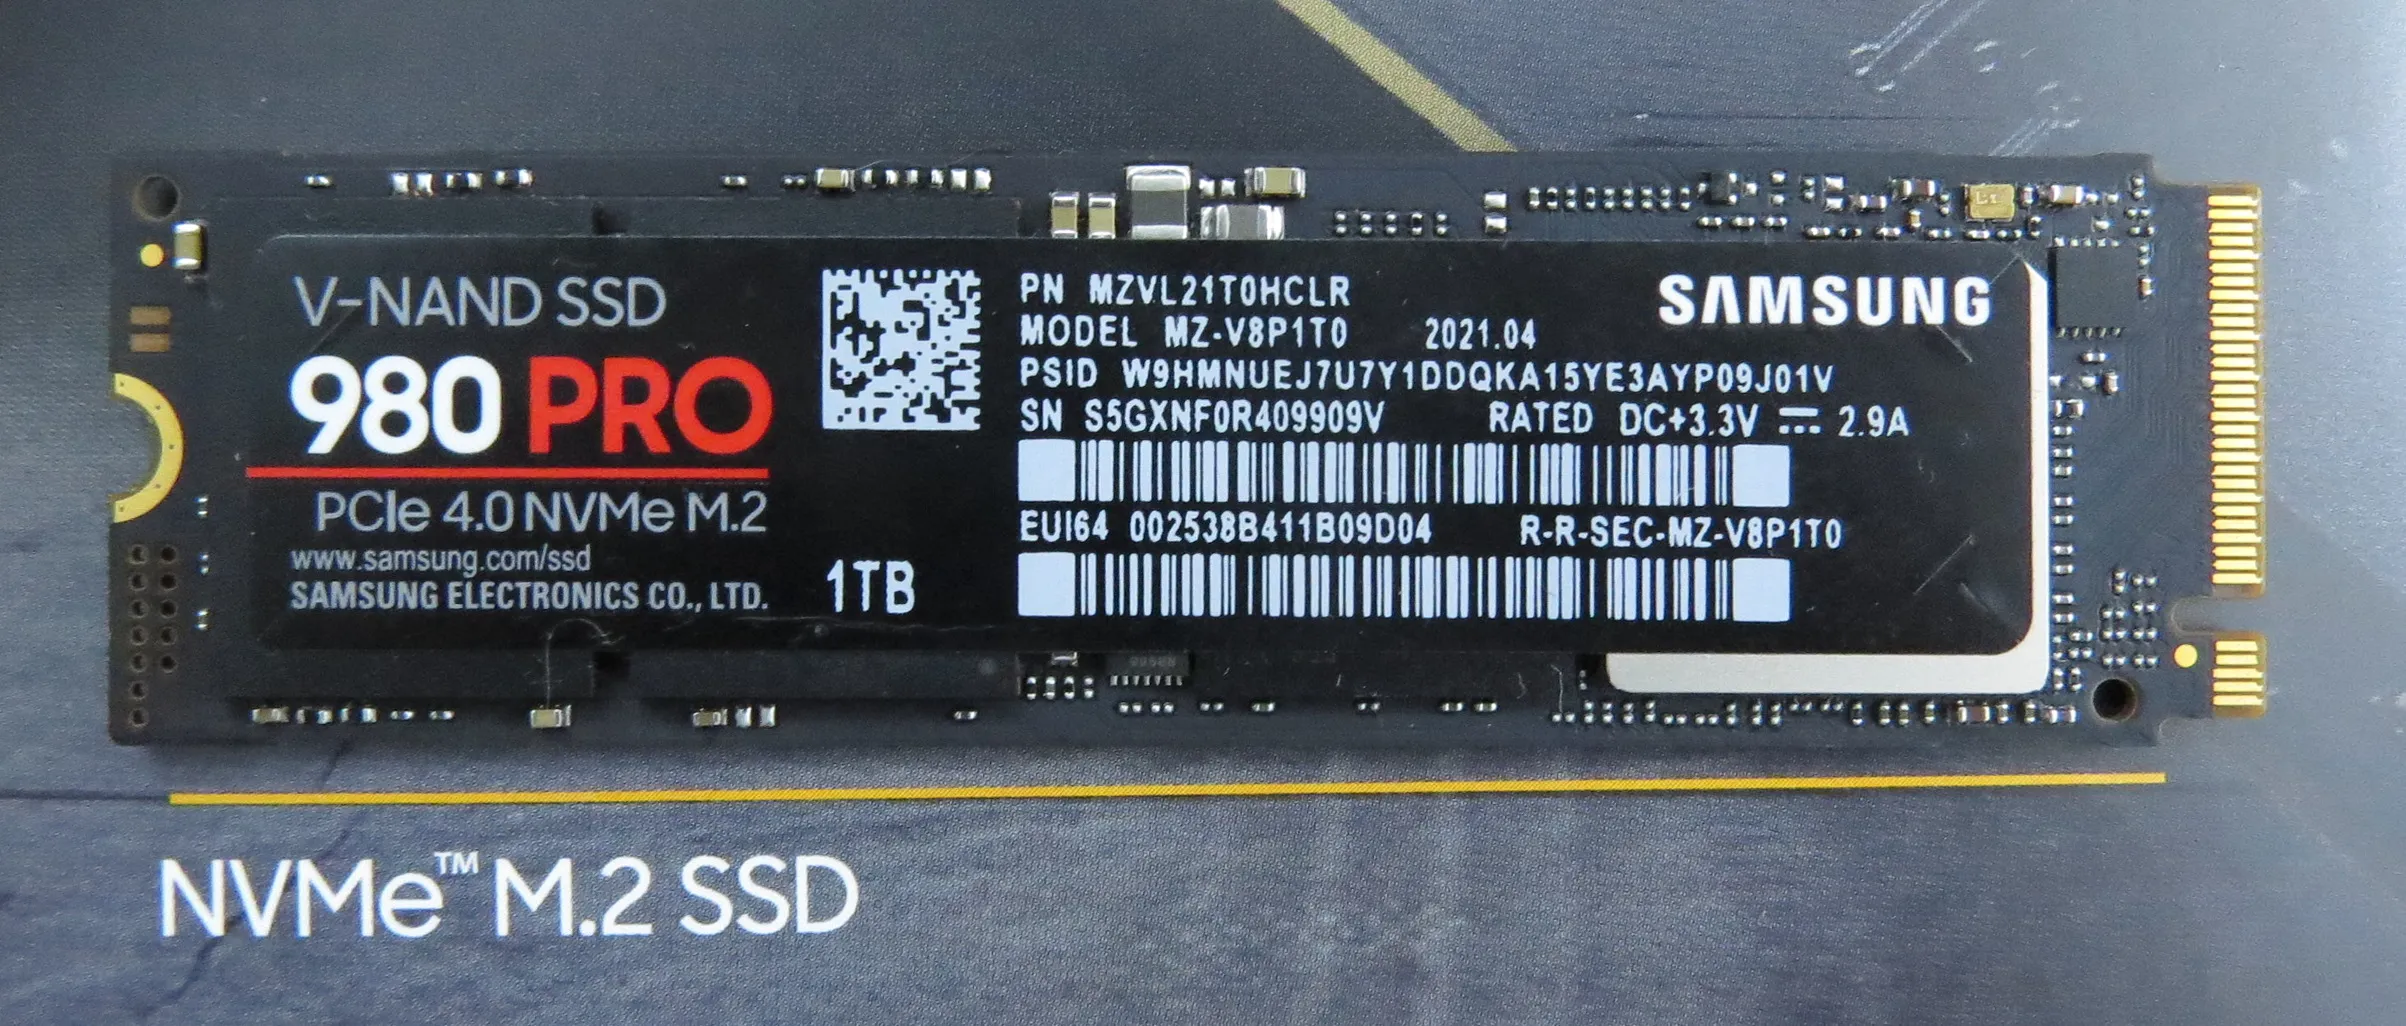 V-NAND SSD
980 PRO
PCIe 4.0 NVMe M.2
www.samsung.com/ssd
SAMSUNG ELECTRONICS CO., LTD.
1TB
PN MZVL21T0HCLR
MODEL MZ-V8P1T0 2021.04
PSID W9HMNUEJ7U7Y1DDQKA15YE3AYP09J01V
SN S5GXNF0R409909V RATED DC+3.3V ⎓ 2.9A
EUI64 002538B411B09D04 R-R-SEC-MZ-V8P1T0
SAMSUNG
NVMe™ M.2 SSD